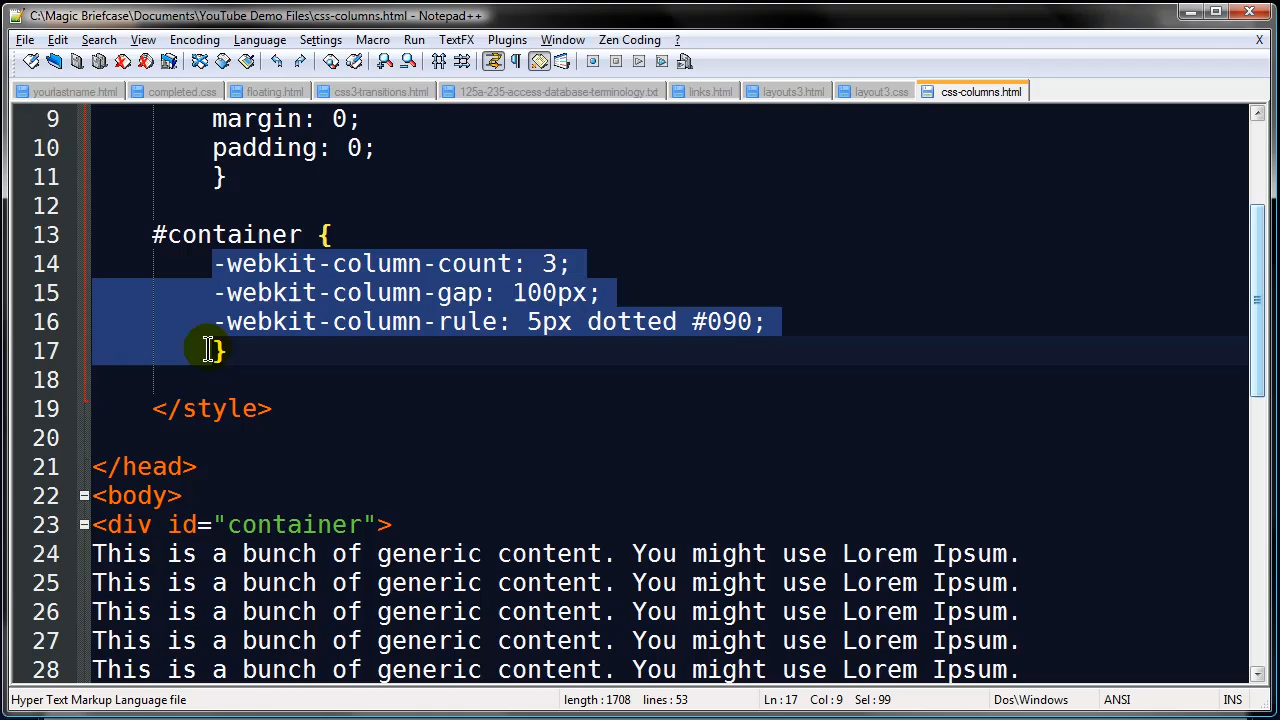 C:\Magic Briefcase\Documents\YouTube Demo Files\css-columns.html - Notepad++
File Edit Search View Encoding Language Settings Macro Run TextFX Plugins Window Zen Coding ? X
yourlastname.html completed.css floating.html css3-transitions.html 125a-235-access-database-terminology.txt links.html layouts3.html layout3.css css-columns.html
9 margin: 0;
10 padding: 0;
11 }
12
13 #container {
14 -webkit-column-count: 3;
15 -webkit-column-gap: 100px;
16 -webkit-column-rule: 5px dotted #090;
17 }
18
19 </style>
20
21 </head>
22 <body>
23 <div id="container">
24 This is a bunch of generic content. You might use Lorem Ipsum.
25 This is a bunch of generic content. You might use Lorem Ipsum.
26 This is a bunch of generic content. You might use Lorem Ipsum.
27 This is a bunch of generic content. You might use Lorem Ipsum.
28 This is a bunch of generic content. You might use Lorem Ipsum.
Hyper Text Markup Language file length : 1708 lines : 53 Ln : 17 Col : 9 Sel : 99 Dos\Windows ANSI INS